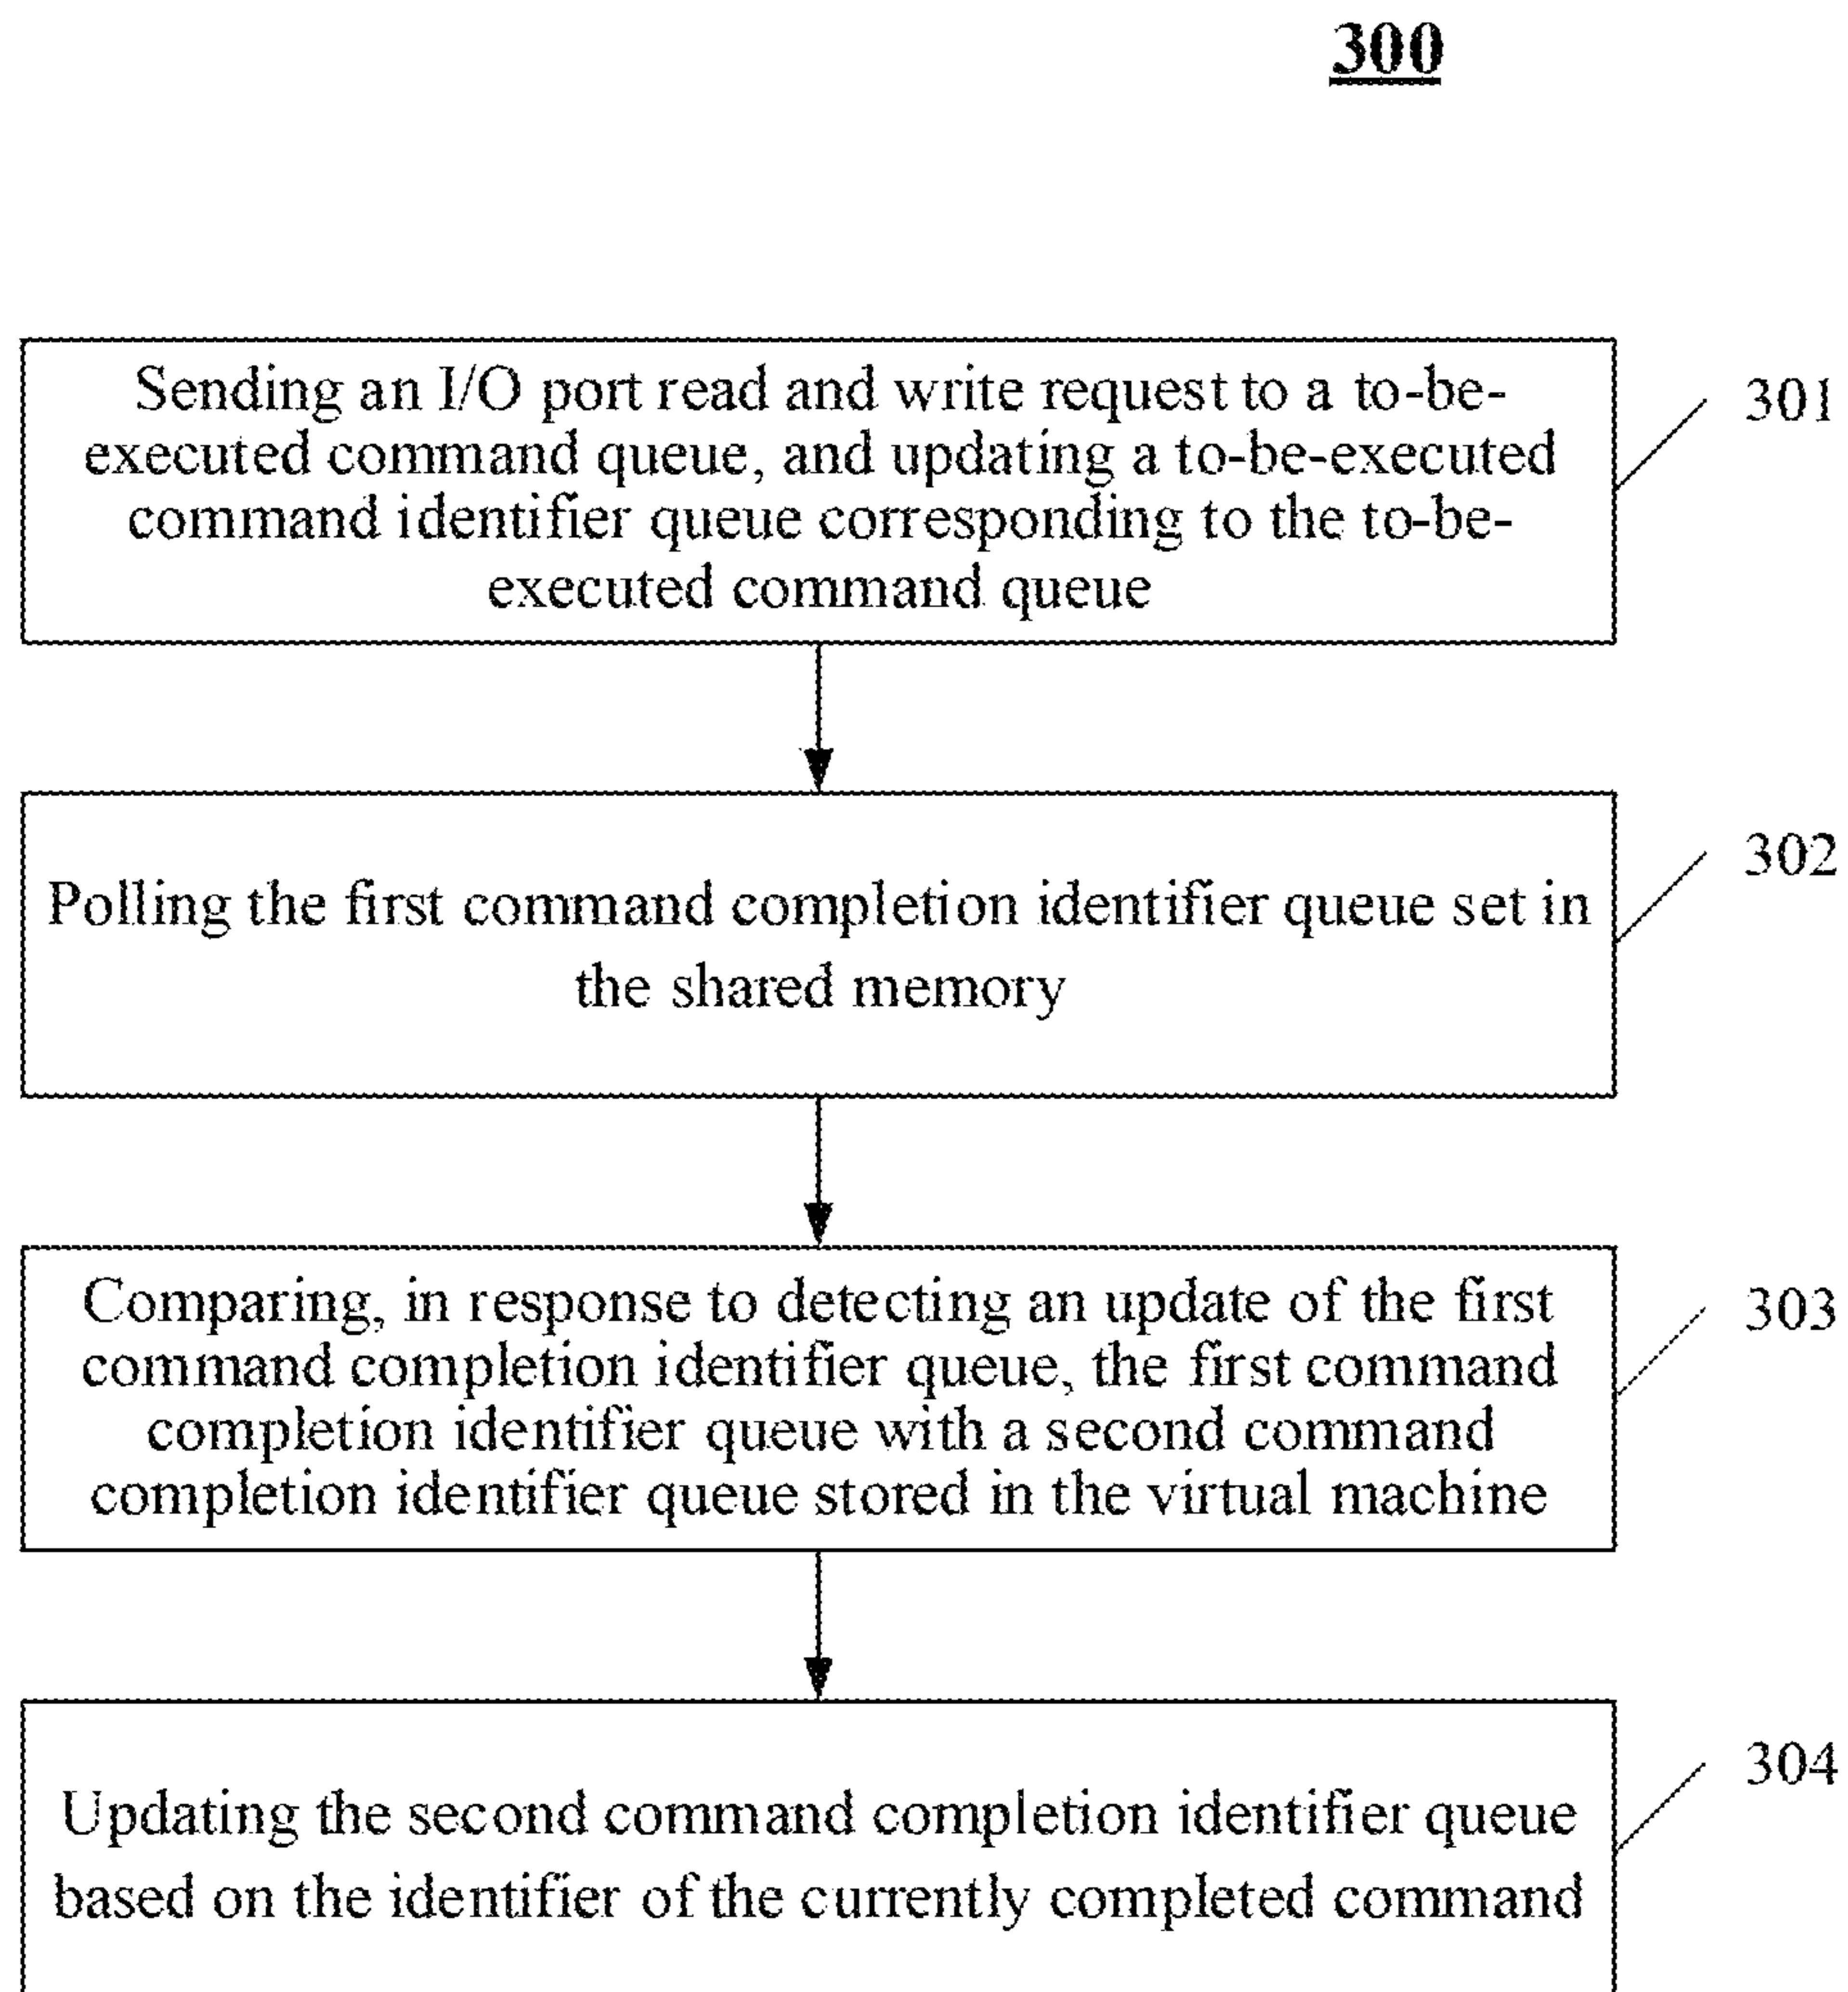 300
Sending an I/O port read and write request to a to-be-
executed command queue, and updating a to-be-executed
command identifier queue corresponding to the to-be-
executed command queue
301
Polling the first command completion identifier queue set in
the shared memory
302
Comparing, in response to detecting an update of the first
command completion identifier queue, the first command
completion identifier queue with a second command
completion identifier queue stored in the virtual machine
303
Updating the second command completion identifier queue
based on the identifier of the currently completed command
304